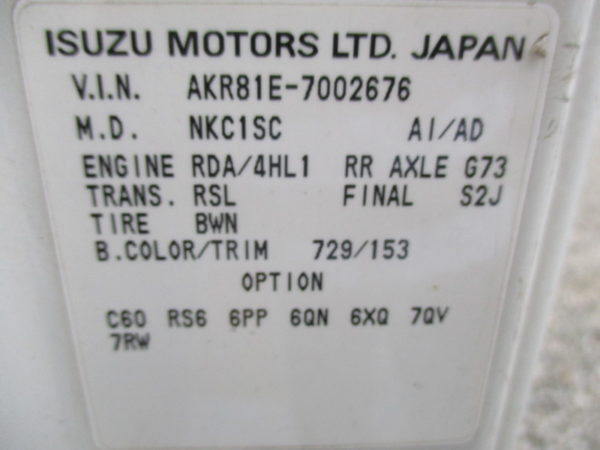 ISUZU MOTORS LTD. JAPAN
V.I.N. AKR81E-7002676
M.D. NKC1SC AI/AD
ENGINE RDA/4HL1 RR AXLE G73
TRANS. RSL FINAL S2J
TIRE BWN
B.COLOR/TRIM 729/153
OPTION
C60 RS6 6PP 6QN 6XQ 7QV
7RW